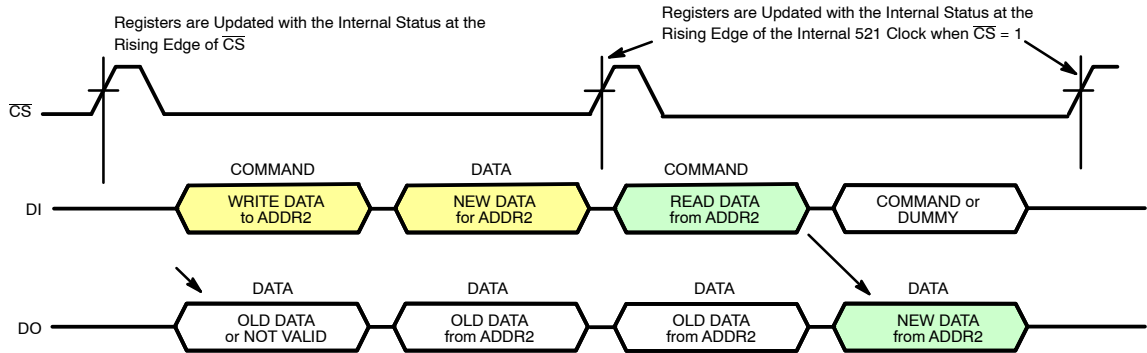 Registers are Updated with the Internal Status at the
Rising Edge of CS
Registers are Updated with the Internal Status at the
Rising Edge of the Internal 521 Clock when CS = 1
CS
COMMAND
DATA
COMMAND
DI
WRITE DATA
to ADDR2
NEW DATA
for ADDR2
READ DATA
from ADDR2
COMMAND or
DUMMY
DATA
DATA
DATA
DATA
DO
OLD DATA
or NOT VALID
OLD DATA
from ADDR2
OLD DATA
from ADDR2
NEW DATA
from ADDR2